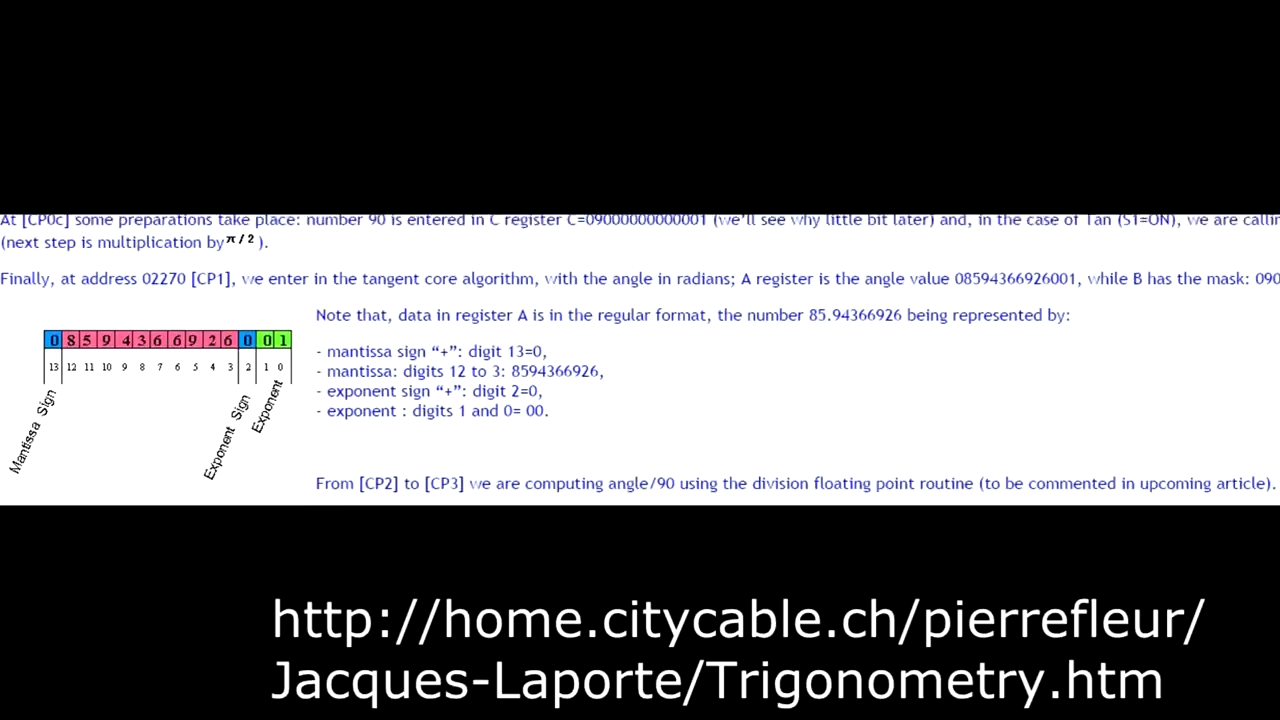 At [CP0c] some preparations take place: number 90 is entered in C register C=09000000000001 (we'll see why little bit later) and, in the case of Tan (S1=ON), we are callin
(next step is multiplication by π/2 ).
Finally, at address 02270 [CP1], we enter in the tangent core algorithm, with the angle in radians; A register is the angle value 08594366926001, while B has the mask: 090
Note that, data in register A is in the regular format, the number 85.94366926 being represented by:
0 8 5 9 4 3 6 6 9 2 6 0 0 1
13 12 11 10 9 8 7 6 5 4 3 2 1 0
Mantissa Sign
Exponent Sign
Exponent
- mantissa sign “+”: digit 13=0,
- mantissa: digits 12 to 3: 8594366926,
- exponent sign “+”: digit 2=0,
- exponent : digits 1 and 0= 00.
From [CP2] to [CP3] we are computing angle/90 using the division floating point routine (to be commented in upcoming article).
http://home.citycable.ch/pierrefleur/
Jacques-Laporte/Trigonometry.htm